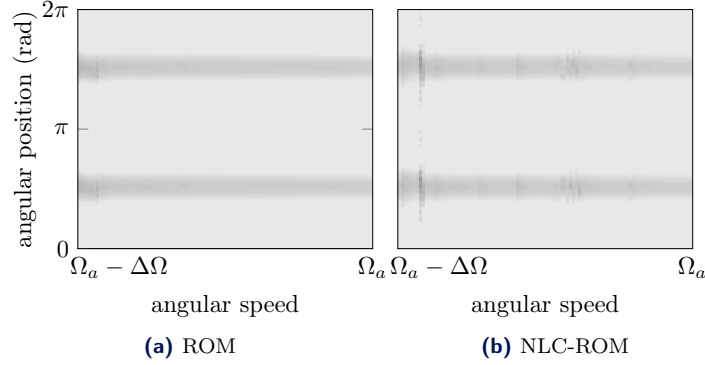 2π
π
0
angular position (rad)
Ω_a − ΔΩ
Ω_a
Ω_a − ΔΩ
Ω_a
angular speed
angular speed
(a) ROM
(b) NLC-ROM